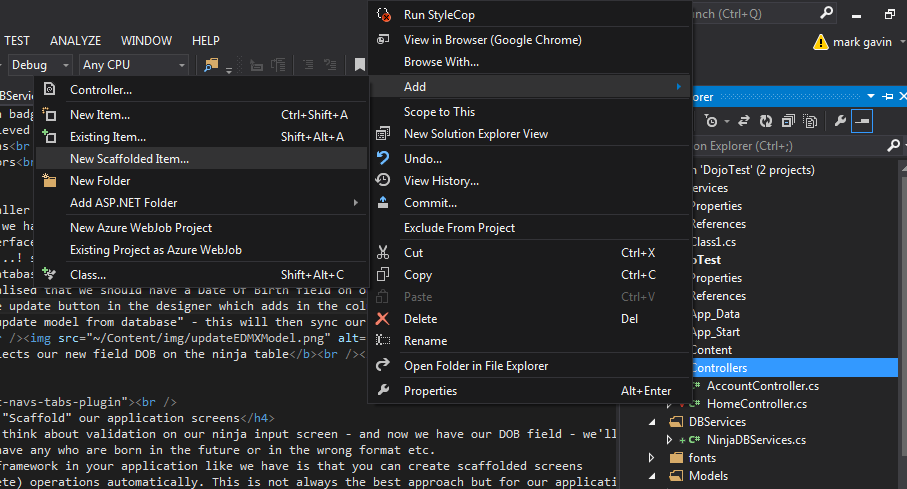 nch (Ctrl+Q)
TEST ANALYZE WINDOW HELP
mark gavin
Debug Any CPU
Run StyleCop
View in Browser (Google Chrome)
Browse With...
Add
Scope to This
New Solution Explorer View
Undo...
View History...
Commit...
Exclude From Project
Cut Ctrl+X
Copy Ctrl+C
Paste Ctrl+V
Delete Del
Rename
Open Folder in File Explorer
Properties Alt+Enter
Controller...
New Item... Ctrl+Shift+A
Existing Item... Shift+Alt+A
New Scaffolded Item...
New Folder
Add ASP.NET Folder
New Azure WebJob Project
Existing Project as Azure WebJob
Class... Shift+Alt+C
DBServi
n badg
ieved
as<br
ors<br
ller
we ha
erface
..! s
atabas
alised that we should have a Date Of Birth field on o
e update button in the designer which adds in the col
update model from database" - this will then sync our
/><img src="~/Content/img/updateEDMXModel.png" alt=
lects our new field DOB on the ninja table</b><br /><
t-navs-tabs-plugin"><br />
"Scaffold" our application screens</h4>
think about validation on our ninja input screen - and now we have our DOB field - we'll
have any who are born in the future or in the wrong format etc.
framework in your application like we have is that you can create scaffolded screens
ete) operations automatically. This is not always the best approach but for our applicati
orer
on Explorer (Ctrl+;)
n 'DojoTest' (2 projects)
ervices
Properties
References
Class1.cs
oTest
Properties
References
App_Data
App_Start
Content
Controllers
AccountController.cs
HomeController.cs
DBServices
NinjaDBServices.cs
fonts
Models